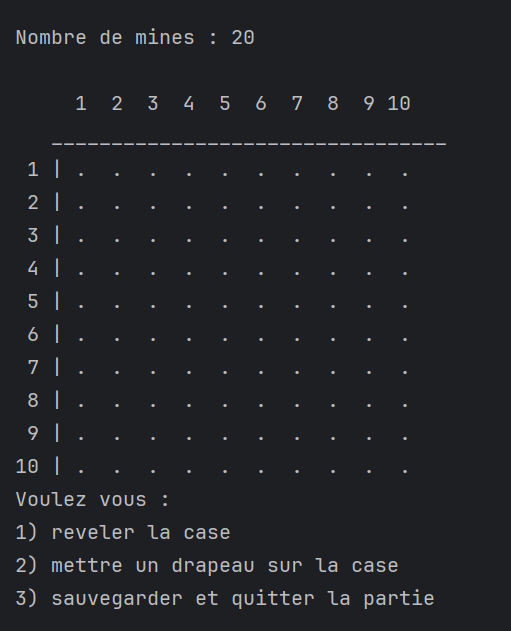 Nombre de mines : 20
1 2 3 4 5 6 7 8 9 10
_________________________________
1 | . . . . . . . . . .
2 | . . . . . . . . . .
3 | . . . . . . . . . .
4 | . . . . . . . . . .
5 | . . . . . . . . . .
6 | . . . . . . . . . .
7 | . . . . . . . . . .
8 | . . . . . . . . . .
9 | . . . . . . . . . .
10 | . . . . . . . . . .
Voulez vous :
1) reveler la case
2) mettre un drapeau sur la case
3) sauvegarder et quitter la partie